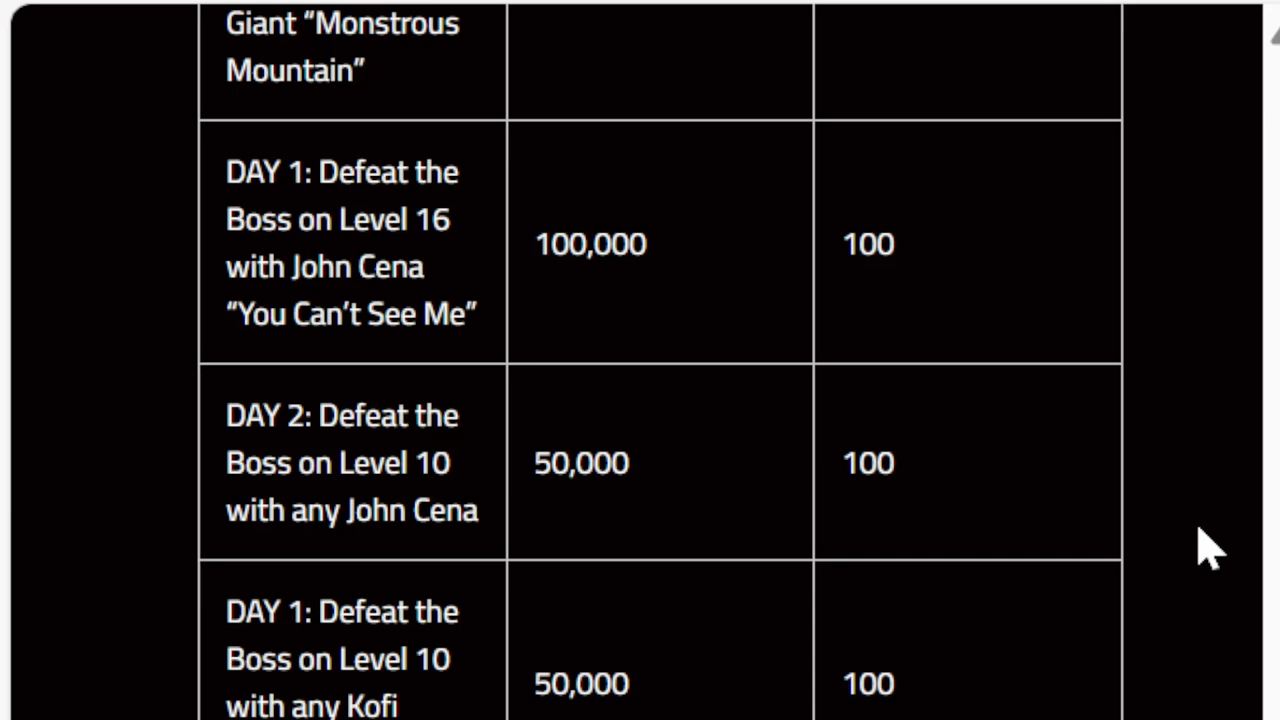 Giant “Monstrous
Mountain”
DAY 1: Defeat the
Boss on Level 16
with John Cena
“You Can’t See Me”
100,000
100
DAY 2: Defeat the
Boss on Level 10
with any John Cena
50,000
100
DAY 1: Defeat the
Boss on Level 10
with any Kofi
50,000
100